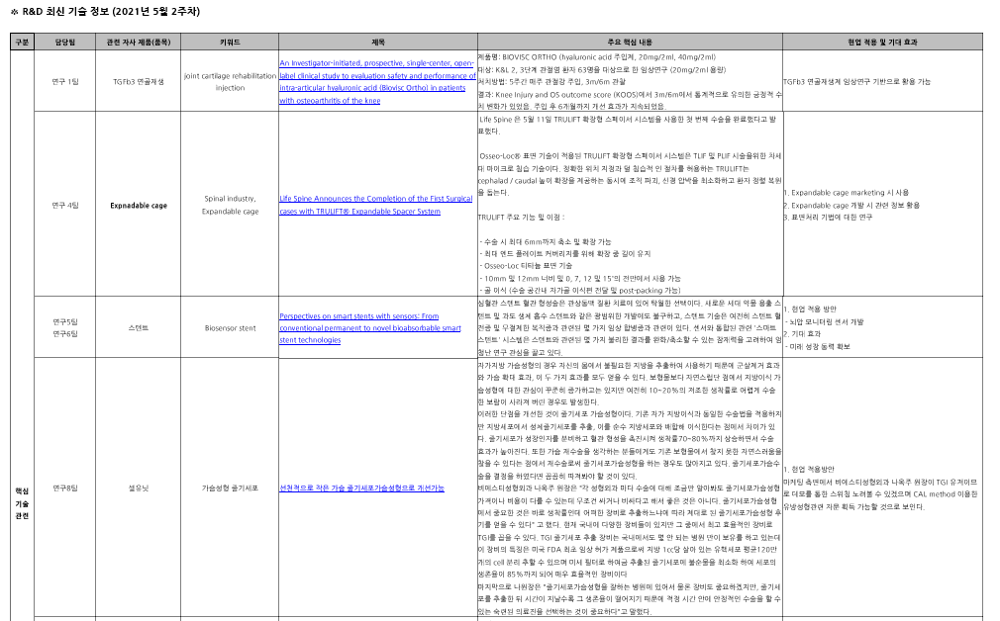 ※ R&D 최신 기술 정보 (2021년 5월 2주차)
구분 담당팀 관련 자사 제품(품목) 키워드 제목 주요 핵심 내용 현업 적용 및 기대 효과
핵심
기술
관련
연구 1팀
TGFb3 연골재생
joint cartilage rehabilitation
injection
An Investigator-initiated, prospective, single-center, open-
label clinical study to evaluation safety and performance of
intra-articular hyaluronic acid (Biovisc Ortho) in patients
with osteoarthritis of the knee
제품명: BIOVISC ORTHO (hyaluronic acid 주입제, 20mg/2ml, 40mg/2ml)
대상: K&L 2, 3단계 관절염 환자 63명을 대상으로 한 임상연구 (20mg/2ml 용량)
처치방법: 5주간 매주 관절강 주입, 3m/6m 관찰
결과: Knee Injury and OS outcome score (KOOS)에서 3m/6m에서 통계적으로 유의한 긍정적 수
치 변화가 있었음. 주입 후 6개월까지 개선 효과가 지속되었음.
TGFb3 연골재생제 임상연구 기반으로 활용 가능
연구 4팀
Expnadable cage
Spinal industry,
Expandable cage
Life Spine Announces the Completion of the First Surgical
cases with TRULIFT® Expandable Spacer System
Life Spine 은 5월 11일 TRULIFT 확장형 스페이서 시스템을 사용한 첫 번째 수술을 완료했다고 발
표했다.
Osseo-Loc® 표면 기술이 적용된 TRULIFT 확장형 스페이서 시스템은 TLIF 및 PLIF 시술을위한 차세
대 마이크로 침습 기술이다. 정확한 위치 지정과 덜 침습적 인 절차를 허용하는 TRULIFT는
cephalad / caudal 높이 확장을 제공하는 동시에 조직 파괴, 신경 압박을 최소화하고 환자 정렬 복원
을 돕는다.
TRULIFT 주요 기능 및 이점 :
- 수술 시 최대 6mm까지 축소 및 확장 가능
- 최대 엔드 플레이트 커버리지를 위해 확장 중 길이 유지
- Osseo-Loc 티타늄 표면 기술
- 10mm 및 12mm 너비 및 0, 7, 12 및 15°의 전만에서 사용 가능
- 골 이식 (수술 공간내 자가골 이식편 전달 및 post-packing 가능)
1. Expandable cage marketing 시 사용
2. Expandable cage 개발 시 관련 정보 활용
3. 표면처리 기법에 대한 연구
연구5팀
연구6팀
스텐트
Biosensor stent
Perspectives on smart stents with sensors: From
conventional permanent to novel bioabsorbable smart
stent technologies
심혈관 스텐트 혈관 형성술은 관상동맥 질환 치료에 있어 탁월한 선택이다. 새로운 세대 약물 용출 스
텐트 및 과도 생체 흡수 스텐트와 같은 광범위한 개발에도 불구하고, 스텐트 기술은 여전히 스텐트 혈
전증 및 무결계한 복직증과 관련된 몇 가지 임상 합병증과 관련이 있다. 센서와 통합된 관련 '스마트
스텐트' 시스템은 스텐트와 관련된 몇 가지 불리한 결과를 완화/축소할 수 있는 잠재력을 고려하여 엄
청난 연구 관심을 끌고 있다.
1. 현업 적용 방안
- 뇌압 모니터링 센서 개발
2. 기대 효과
- 미래 성장 동력 확보
연구8팀
셀유닛
가슴성형 줄기세포
선천적으로 작은 가슴 줄기세포가슴성형으로 개선가능
자가지방 가슴성형의 경우 자신의 몸에서 불필요한 지방을 추출하여 사용하기 때문에 군살제거 효과
와 가슴 확대 효과, 이 두 가지 효과를 모두 얻을 수 있다. 보형물보다 자연스럽단 점에서 지방이식 가
슴성형에 대한 관심이 꾸준히 증가하고는 있지만 여전히 10~20%의 저조한 생착률로 어렵게 수술
한 보람이 사라져 버린 경우도 발생한다.
이러한 단점을 개선한 것이 줄기세포 가슴성형이다. 기존 자가 지방이식과 동일한 수술법을 적용하지
만 지방세포에서 성체줄기세포를 추출, 이를 순수 지방세포와 배합해 이식한다는 점에서 차이가 있
다. 줄기세포가 성장인자를 분비하고 혈관 형성을 촉진시켜 생착률70~80%까지 상승하면서 수술
효과가 높아진다. 또한 가슴 재수술을 생각하는 분들에게도 기존 보형물에서 찾지 못한 자연스러움을
찾을 수 있다는 점에서 재수술로써 줄기세포가슴성형을 하는 경우도 많아지고 있다. 줄기세포가슴수
술을 결정을 하였다면 꼼꼼히 따져봐야 할 것이 있다.
비에스티성형외과 나옥주 원장은 "각 성형외과 마다 수술에 대해 조금만 알아봐도 줄기세포가슴성형
가격이나 비용이 다를 수 있는데 무조건 싸거나 비싸다고 해서 좋은 것은 아니다. 줄기세포가슴성형
에서 중요한 것은 바로 생착률인데 어떠한 장비로 추출하느냐에 따라 제대로 된 줄기세포가슴성형 후
기를 얻을 수 있다" 고 했다. 현재 국내에 다양한 장비들이 있지만 그 중에서 최고 효율적인 장비로
TGI를 꼽을 수 있다. TGI 줄기세포 추출 장비는 국내에서도 몇 안 되는 병원 만이 보유를 하고 있는데
이 장비의 특징은 미국 FDA 최초 임상 허가 제품으로써 지방 1cc당 살아 있는 유핵세포 평균120만
개의 cell 분리 추할 수 있으며 미세 필터로 하여금 추출된 줄기세포에 불순물을 최소화 하여 세포의
생존율이 85%까지 되어 매우 효율적인 장비이다
마지막으로 나원장은 "줄기세포가슴성형을 잘하는 병원에 있어서 물론 장비도 중요하겠지만, 줄기세
포를 추출한 뒤 시간이 지날수록 그 생존율이 떨어지기 때문에 적정 시간 안에 안정적인 수술을 할 수
있는 숙련된 의료진을 선택하는 것이 중요하다"고 말했다.
1. 현업 적용방안
마케팅 측면에서 비에스티성형외과 나옥주 원장이 TGI 유저이므
로 데모를 통한 스위칭 노려볼 수 있겠으며 CAL method 이용한
유방성형관련 자문 획득 가능할 것으로 보인다.